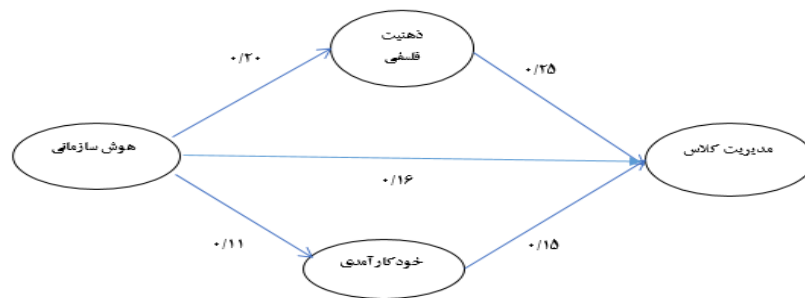 ذهنیت
فلسفی
۰/۲۰
۰/۲۵
هوش سازمانی
مدیریت کلاس
۰/۱۶
۰/۱۱
۰/۱۵
خودکارآمدی